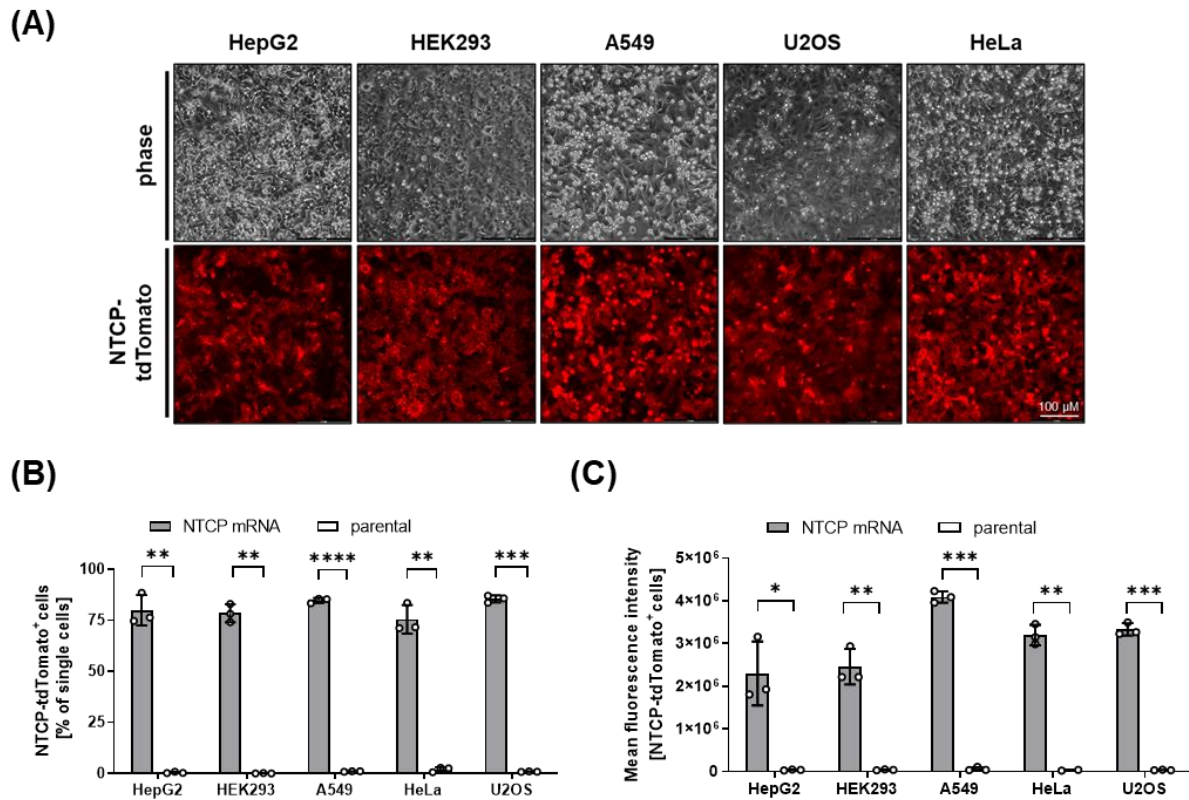 (A)
HepG2 HEK293 A549 U2OS HeLa
phase
NTCP-
tdTomato
100 µM
(B)
NTCP mRNA parental
NTCP-tdTomato⁺ cells
[% of single cells]
100
75
50
25
0
** ** **** ** ***
HepG2 HEK293 A549 HeLa U2OS
(C)
NTCP mRNA parental
Mean fluorescence intensity
[NTCP-tdTomato⁺ cells]
5×10⁶
4×10⁶
3×10⁶
2×10⁶
1×10⁶
0
* ** *** ** ***
HepG2 HEK293 A549 HeLa U2OS